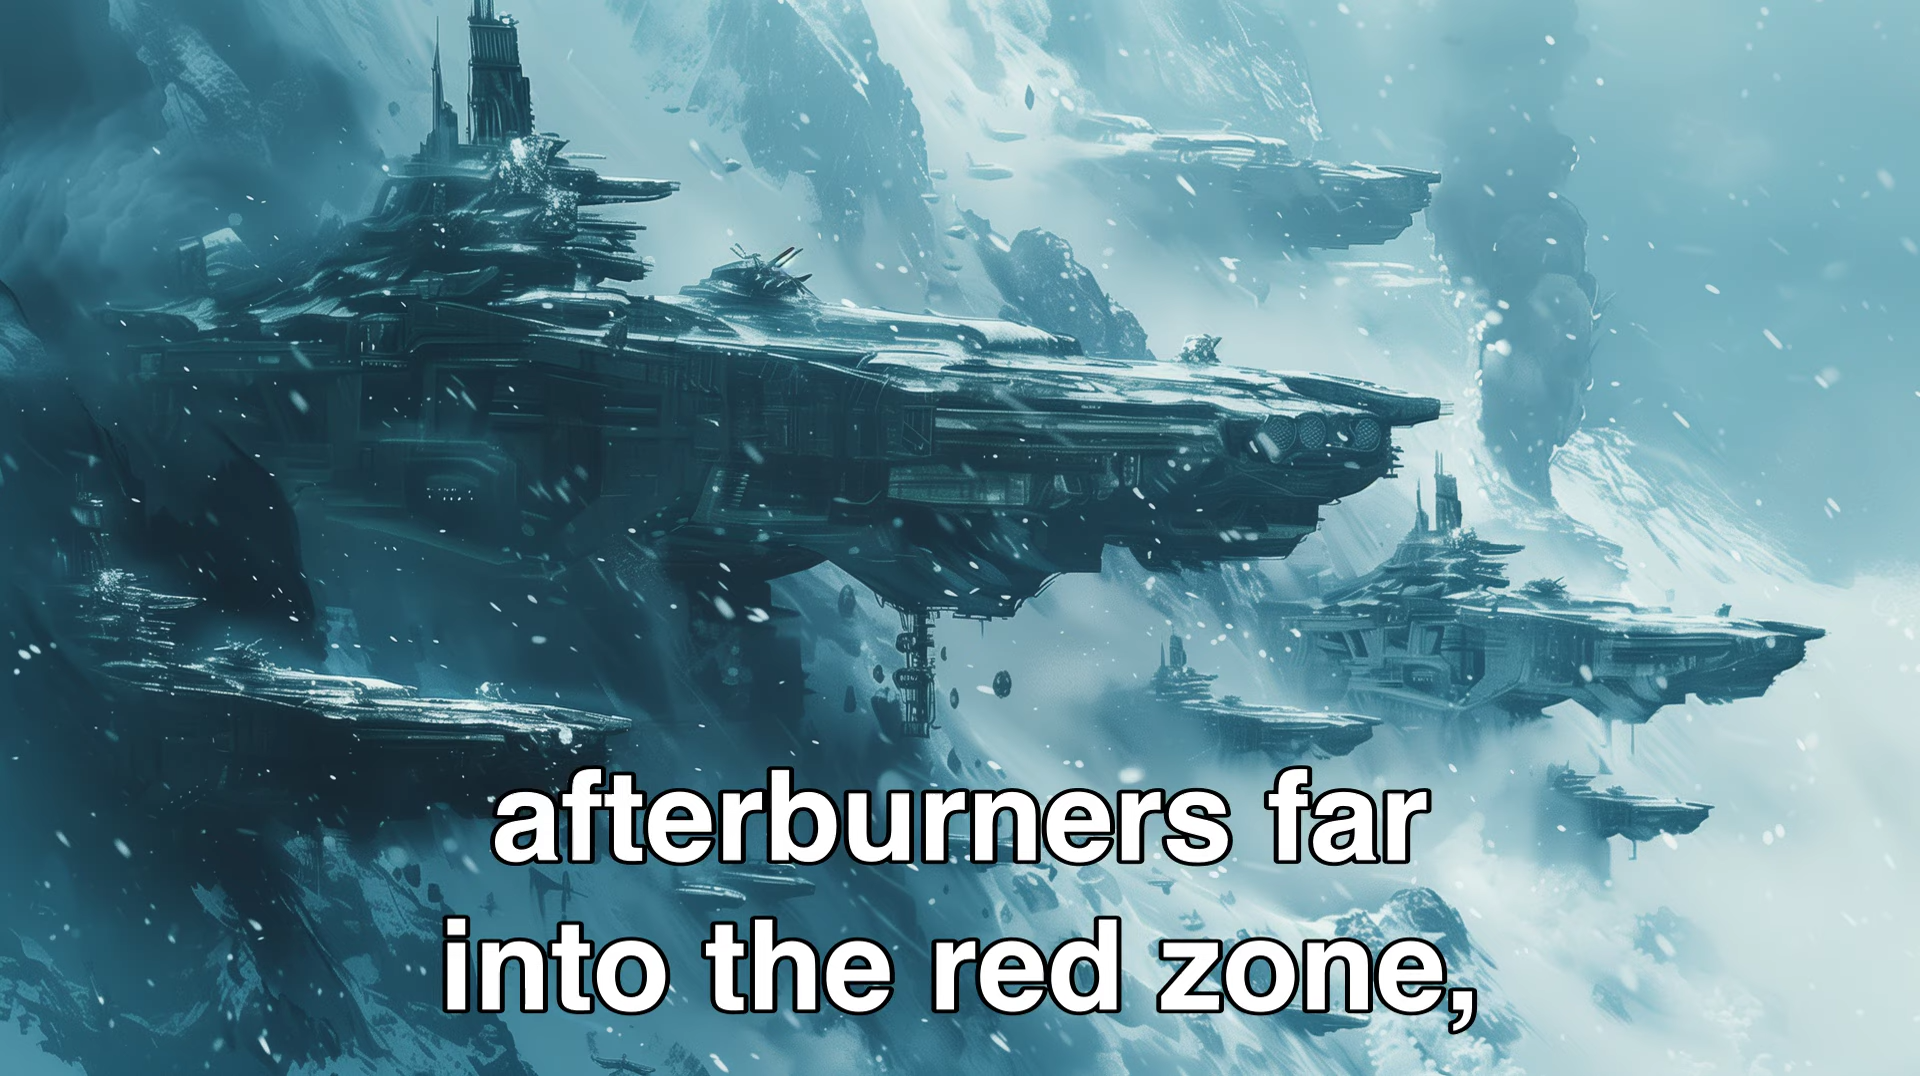 afterburners far
into the red zone,